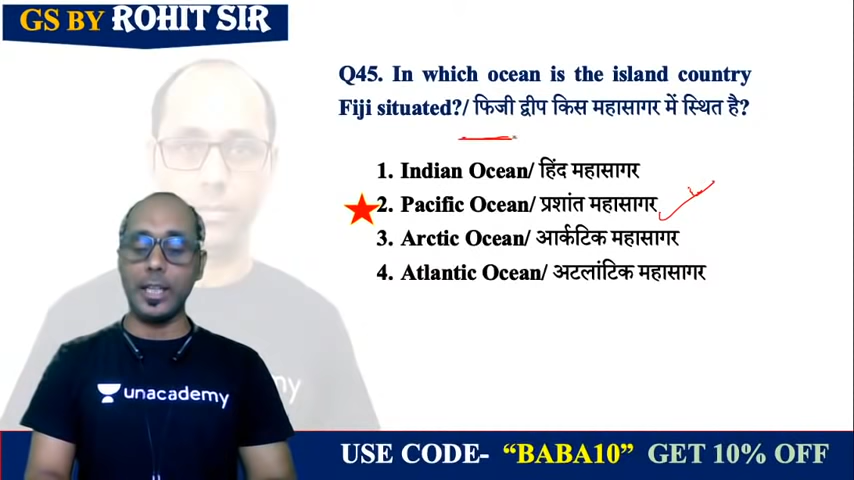 GS BY ROHIT SIR
Q45. In which ocean is the island country
Fiji situated?/ फिजी द्वीप किस महासागर में स्थित है?
1. Indian Ocean/ हिंद महासागर
2. Pacific Ocean/ प्रशांत महासागर
3. Arctic Ocean/ आर्कटिक महासागर
4. Atlantic Ocean/ अटलांटिक महासागर
unacademy
ny
USE CODE- “BABA10” GET 10% OFF